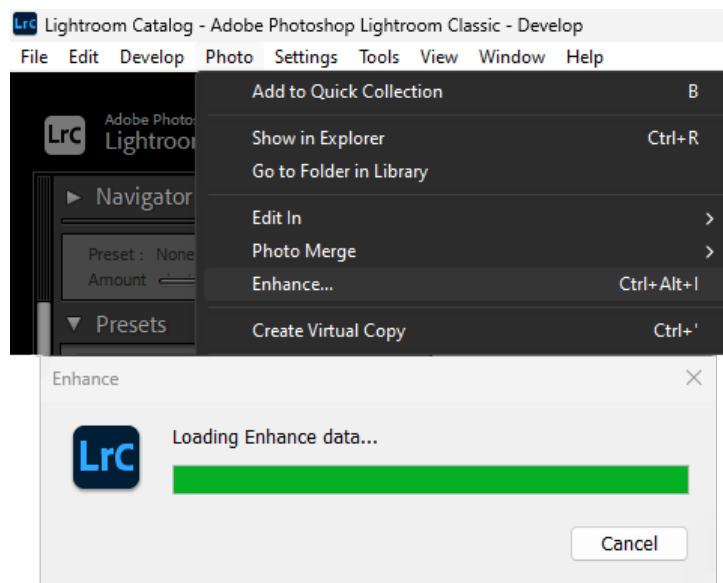 LrC Lightroom Catalog - Adobe Photoshop Lightroom Classic - Develop
File Edit Develop Photo Settings Tools View Window Help
Add to Quick Collection B
LrC
Adobe
Show in Explorer Ctrl+R
Go to Folder in Library
Navigator
Edit In
Preset : None
Photo Merge
Amount
Enhance... Ctrl+Alt+I
Presets
Create Virtual Copy Ctrl+'
Enhance
LrC
Loading Enhance data...
Cancel